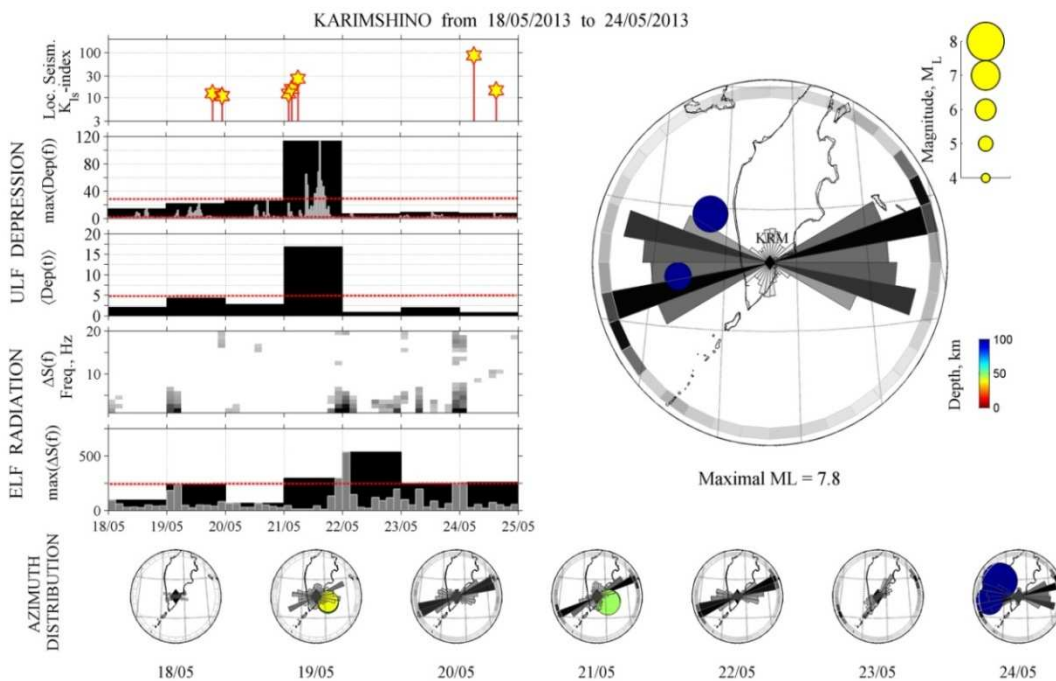 KARIMSHINO from 18/05/2013 to 24/05/2013
Loc. Seism.
K_ls -index
100
30
10
3
ULF DEPRESSION
max(Dep(f))
120
80
40
20
0
⟨Dep(t)⟩
20
15
10
5
0
ELF RADIATION
ΔS(f)
Freq., Hz
20
10
max(ΔS(f))
500
0
18/05 19/05 20/05 21/05 22/05 23/05 24/05 25/05
KRM
Magnitude, M_L
8
7
6
5
4
Depth, km
100
50
0
Maximal ML = 7.8
AZIMUTH
DISTRIBUTION
18/05 19/05 20/05 21/05 22/05 23/05 24/05